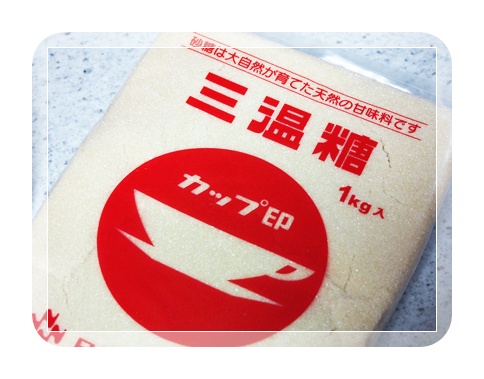 砂糖は大自然が育てた天然の甘味料です
三温糖
1kg入
カップ印